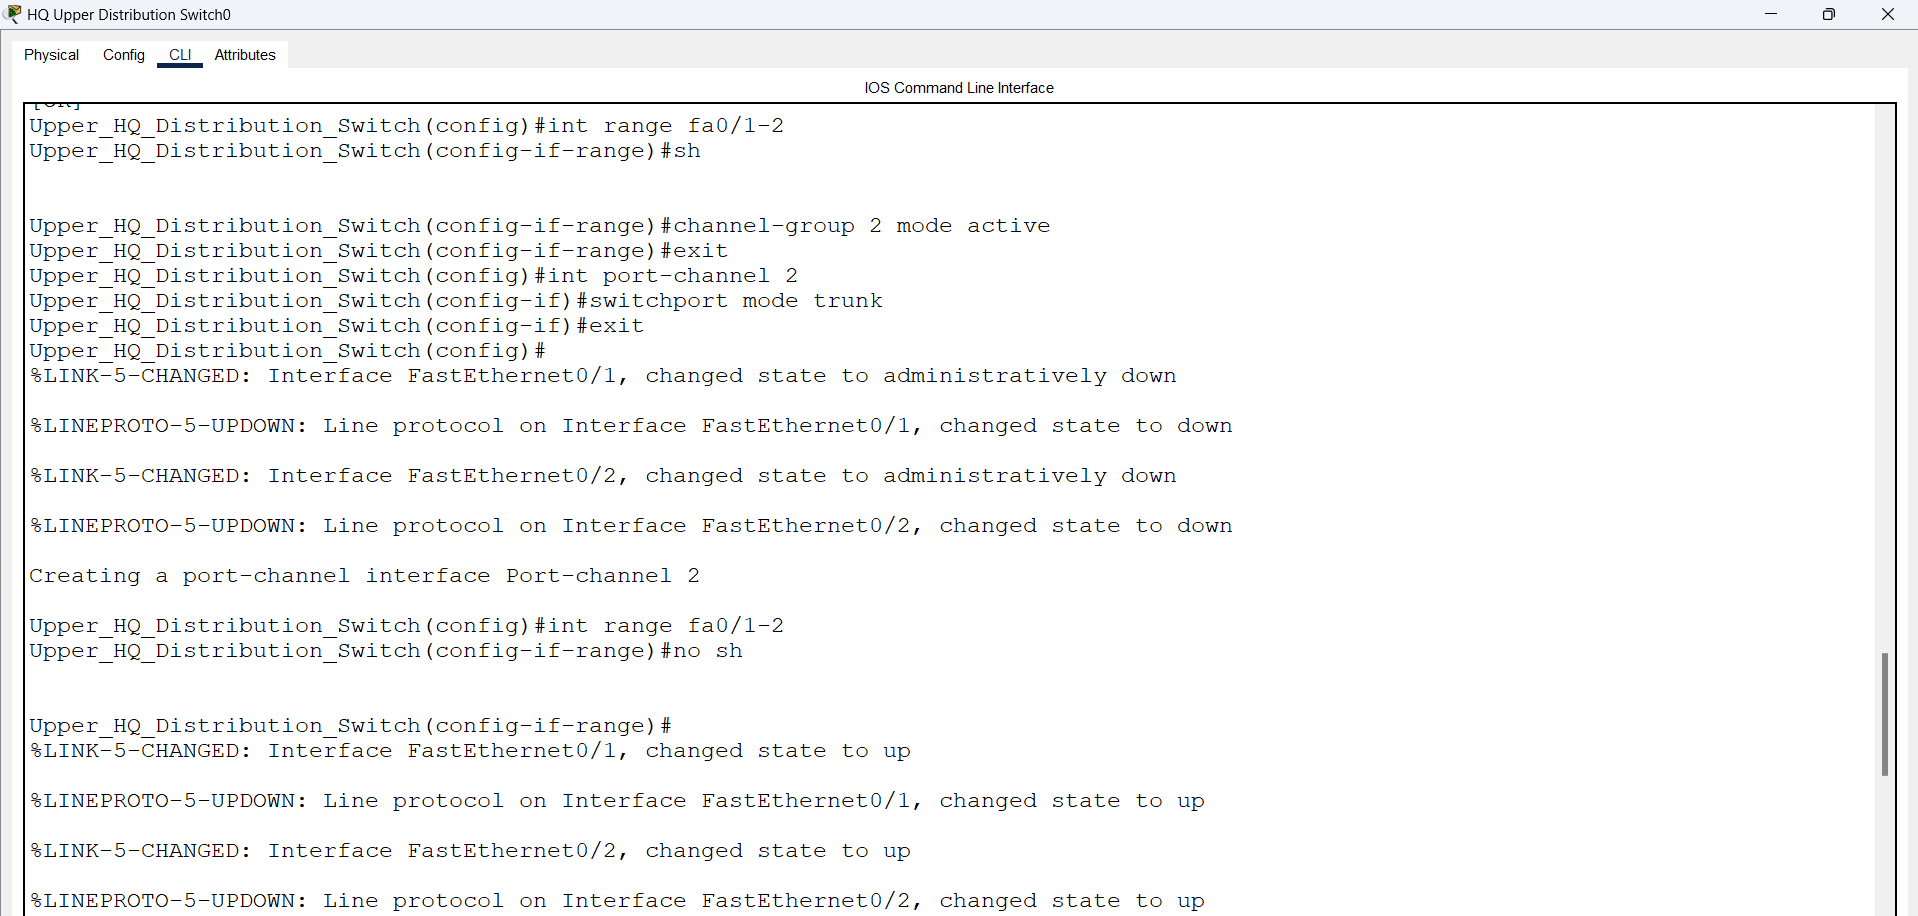 HQ Upper Distribution Switch0
Physical Config CLI Attributes
IOS Command Line Interface
[OK]
Upper_HQ_Distribution_Switch(config)#int range fa0/1-2
Upper_HQ_Distribution_Switch(config-if-range)#sh
Upper_HQ_Distribution_Switch(config-if-range)#channel-group 2 mode active
Upper_HQ_Distribution_Switch(config-if-range)#exit
Upper_HQ_Distribution_Switch(config)#int port-channel 2
Upper_HQ_Distribution_Switch(config-if)#switchport mode trunk
Upper_HQ_Distribution_Switch(config-if)#exit
Upper_HQ_Distribution_Switch(config)#
%LINK-5-CHANGED: Interface FastEthernet0/1, changed state to administratively down
%LINEPROTO-5-UPDOWN: Line protocol on Interface FastEthernet0/1, changed state to down
%LINK-5-CHANGED: Interface FastEthernet0/2, changed state to administratively down
%LINEPROTO-5-UPDOWN: Line protocol on Interface FastEthernet0/2, changed state to down
Creating a port-channel interface Port-channel 2
Upper_HQ_Distribution_Switch(config)#int range fa0/1-2
Upper_HQ_Distribution_Switch(config-if-range)#no sh
Upper_HQ_Distribution_Switch(config-if-range)#
%LINK-5-CHANGED: Interface FastEthernet0/1, changed state to up
%LINEPROTO-5-UPDOWN: Line protocol on Interface FastEthernet0/1, changed state to up
%LINK-5-CHANGED: Interface FastEthernet0/2, changed state to up
%LINEPROTO-5-UPDOWN: Line protocol on Interface FastEthernet0/2, changed state to up